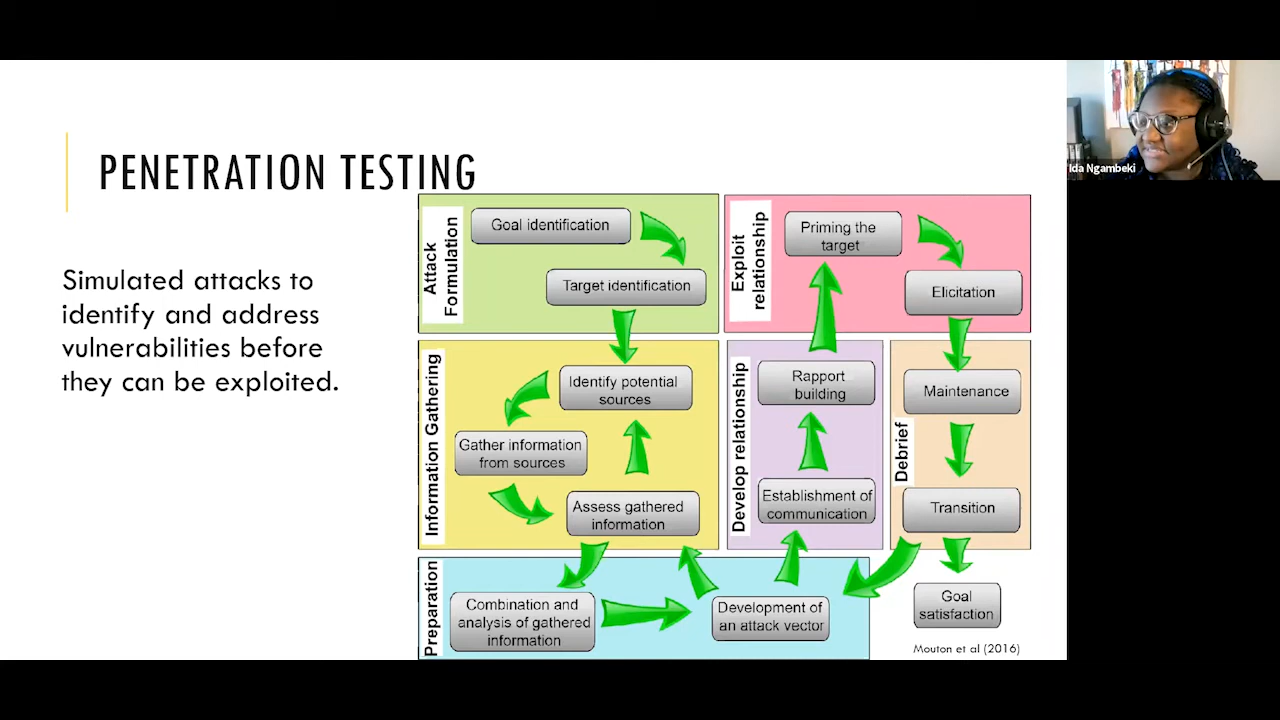 PENETRATION TESTING
Simulated attacks to
identify and address
vulnerabilities before
they can be exploited.
Attack
Formulation
Goal identification
Target identification
Information Gathering
Identify potential
sources
Gather information
from sources
Assess gathered
information
Preparation
Combination and
analysis of gathered
information
Development of
an attack vector
Develop relationship
Rapport
building
Establishment of
communication
Exploit
relationship
Priming the
target
Elicitation
Debrief
Maintenance
Transition
Goal
satisfaction
Mouton et al (2016)
Ida Ngambeki